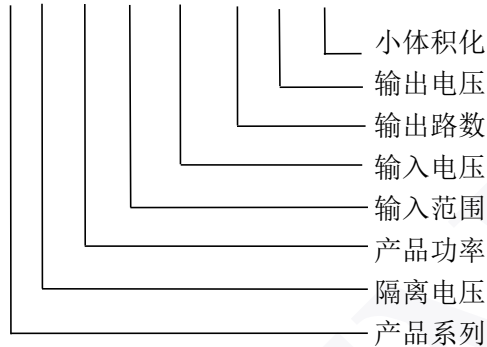 小体积化
输出电压
输出路数
输入电压
输入范围
产品功率
隔离电压
产品系列